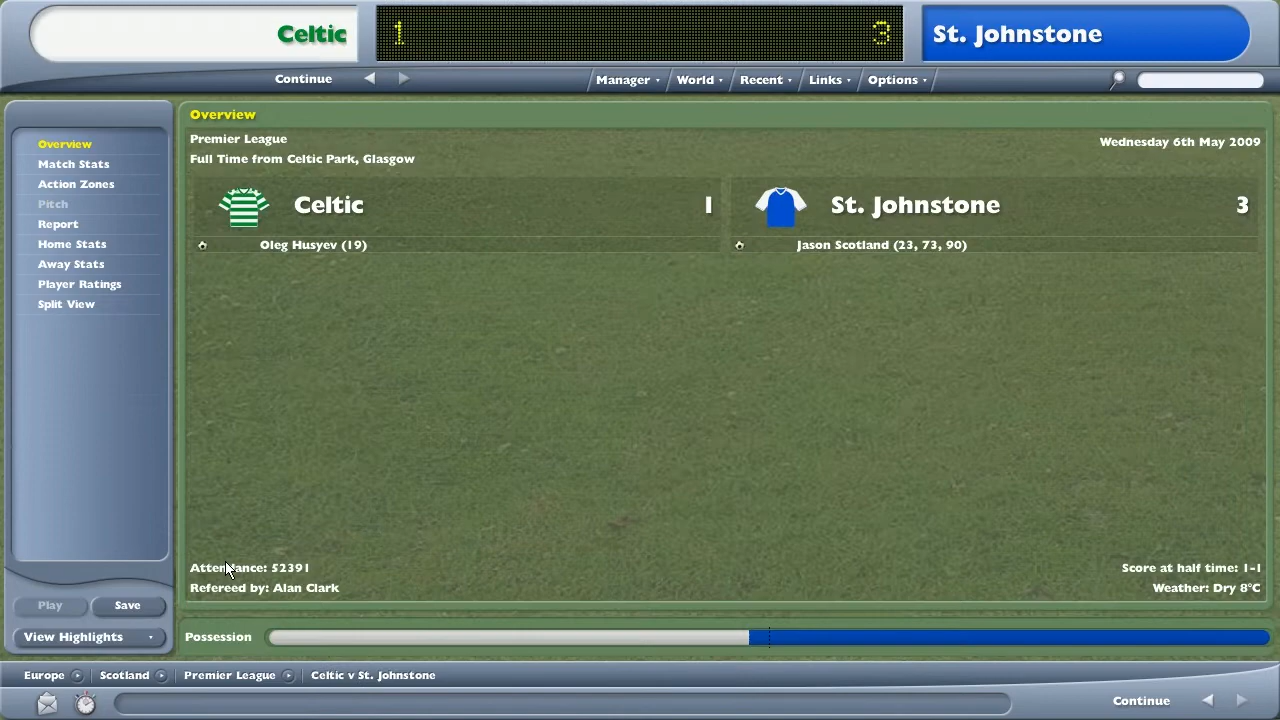 Celtic
1
3
St. Johnstone
Continue
Manager
World
Recent
Links
Options
Overview
Match Stats
Action Zones
Pitch
Report
Home Stats
Away Stats
Player Ratings
Split View
Play
Save
View Highlights
Overview
Premier League
Wednesday 6th May 2009
Full Time from Celtic Park, Glasgow
Celtic
1
St. Johnstone
3
Oleg Husyev (19)
Jason Scotland (23, 73, 90)
Attendance: 52391
Score at half time: 1-1
Refereed by: Alan Clark
Weather: Dry 8°C
Possession
Europe
Scotland
Premier League
Celtic v St. Johnstone
Continue